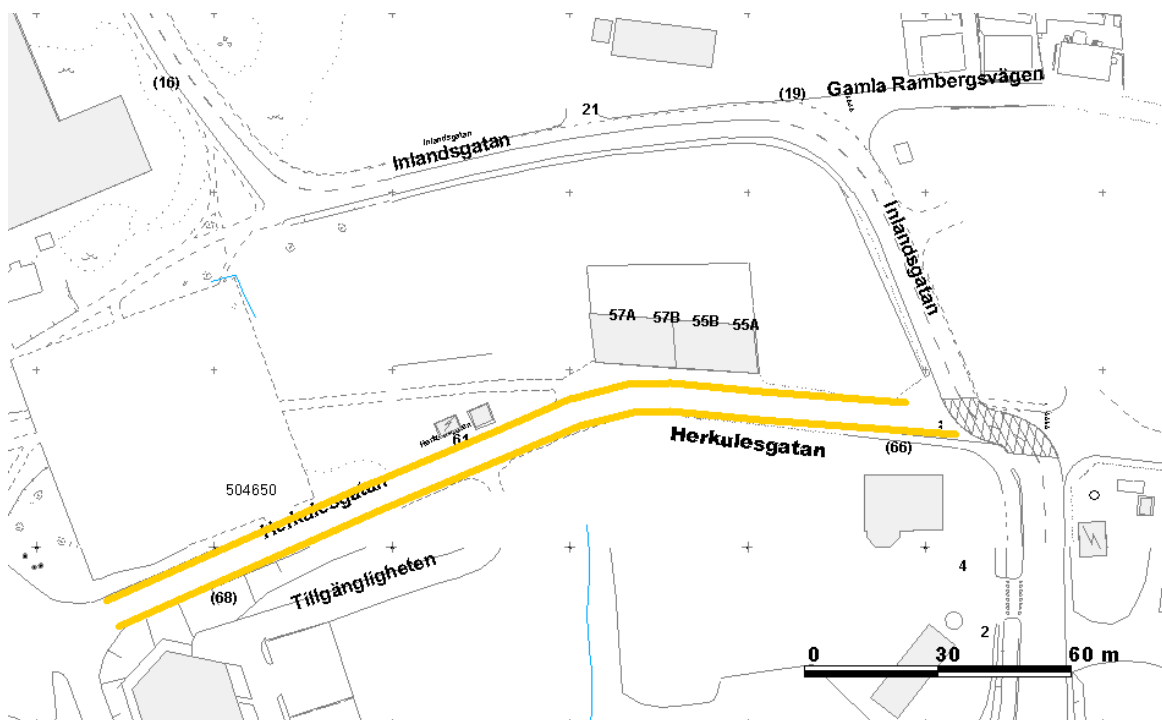 (16)
Gamla Rambergsvägen
(19)
21
Inlandsgatan
Inlandsgatan
Inlandsgatan
57A 57B 55B 55A
Herkulesgatan
61
Herkulesgatan
(66)
504650
Herkulesgatan
Tillgängligheten
(68)
4
2
0 30 60 m